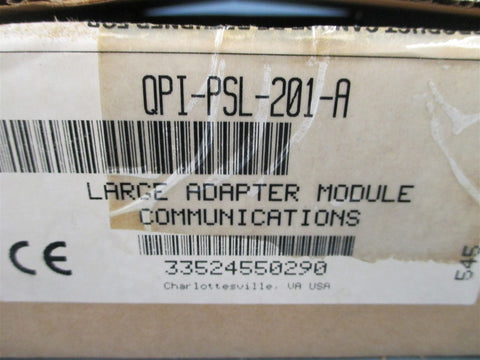 QPI-PSL-201-A
LARGE ADAPTER MODULE
COMMUNICATIONS
CE
33524550290
Charlottesville, VA USA
545